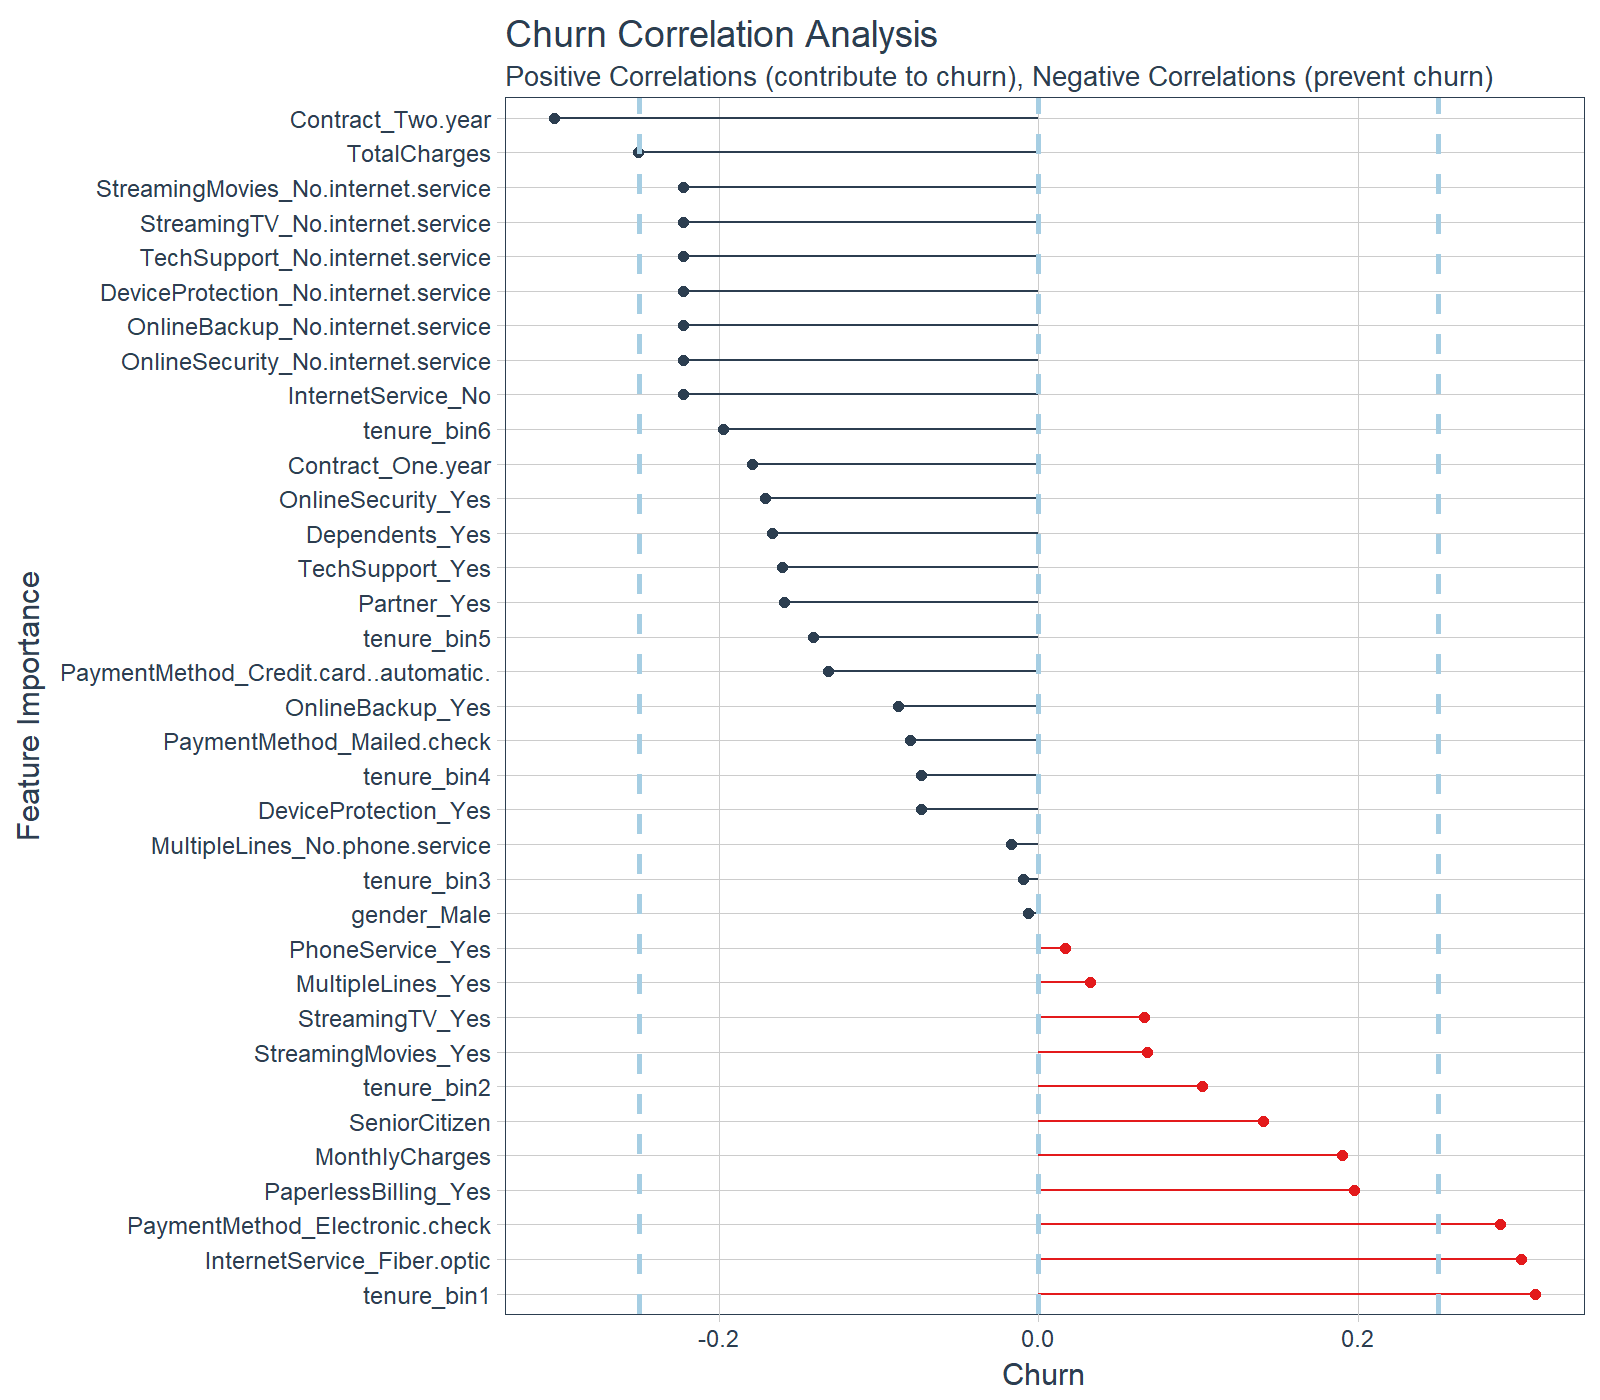 Churn Correlation Analysis
Positive Correlations (contribute to churn), Negative Correlations (prevent churn)
Contract_Two.year
TotalCharges
StreamingMovies_No.internet.service
StreamingTV_No.internet.service
TechSupport_No.internet.service
DeviceProtection_No.internet.service
OnlineBackup_No.internet.service
OnlineSecurity_No.internet.service
InternetService_No
tenure_bin6
Contract_One.year
OnlineSecurity_Yes
Dependents_Yes
TechSupport_Yes
Partner_Yes
tenure_bin5
PaymentMethod_Credit.card..automatic.
OnlineBackup_Yes
PaymentMethod_Mailed.check
tenure_bin4
DeviceProtection_Yes
MultipleLines_No.phone.service
tenure_bin3
gender_Male
PhoneService_Yes
MultipleLines_Yes
StreamingTV_Yes
StreamingMovies_Yes
tenure_bin2
SeniorCitizen
MonthlyCharges
PaperlessBilling_Yes
PaymentMethod_Electronic.check
InternetService_Fiber.optic
tenure_bin1
Feature Importance
-0.2 0.0 0.2
Churn